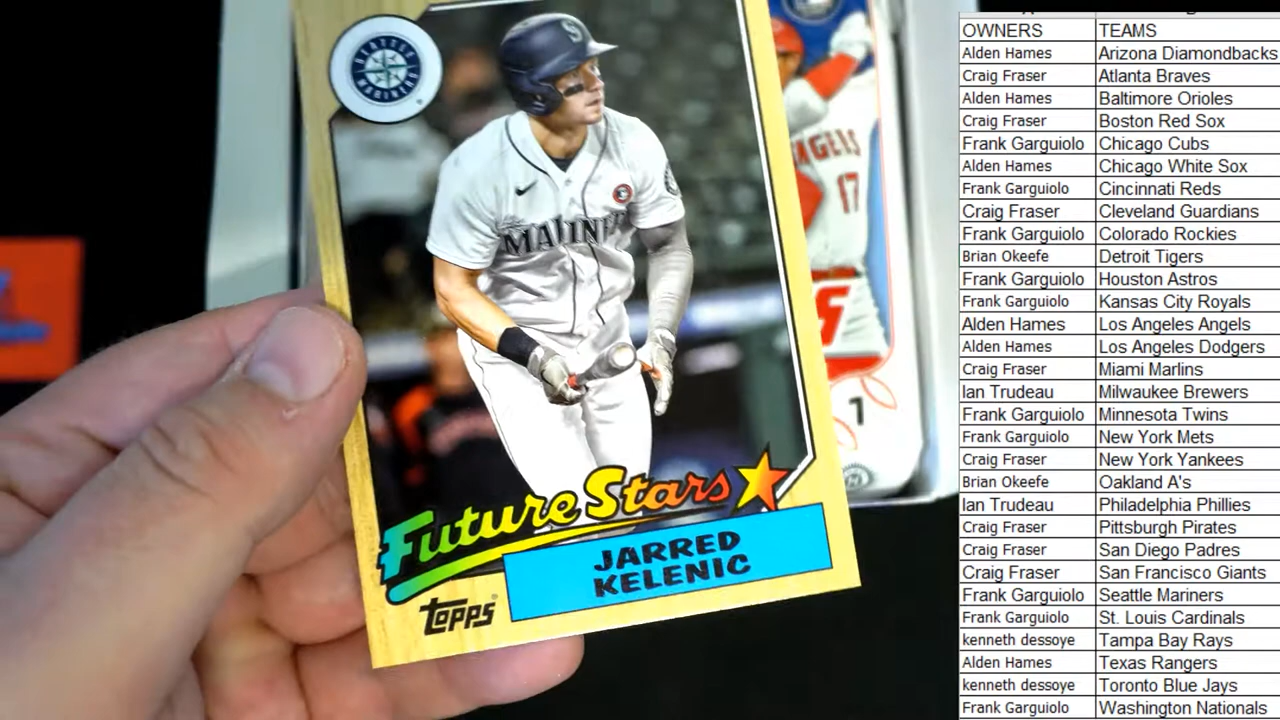 SEATTLE
MARINERS
S
MARINE
Future Stars
JARRED
KELENIC
topps
ANGELS
17
OWNERS TEAMS
Alden Hames Arizona Diamondbacks
Craig Fraser Atlanta Braves
Alden Hames Baltimore Orioles
Craig Fraser Boston Red Sox
Frank Garguiolo Chicago Cubs
Alden Hames Chicago White Sox
Frank Garguiolo Cincinnati Reds
Craig Fraser Cleveland Guardians
Frank Garguiolo Colorado Rockies
Brian Okeefe Detroit Tigers
Frank Garguiolo Houston Astros
Frank Garguiolo Kansas City Royals
Alden Hames Los Angeles Angels
Alden Hames Los Angeles Dodgers
Craig Fraser Miami Marlins
Ian Trudeau Milwaukee Brewers
Frank Garguiolo Minnesota Twins
Frank Garguiolo New York Mets
Craig Fraser New York Yankees
Brian Okeefe Oakland A's
Ian Trudeau Philadelphia Phillies
Craig Fraser Pittsburgh Pirates
Craig Fraser San Diego Padres
Craig Fraser San Francisco Giants
Frank Garguiolo Seattle Mariners
Frank Garguiolo St. Louis Cardinals
kenneth dessoye Tampa Bay Rays
Alden Hames Texas Rangers
kenneth dessoye Toronto Blue Jays
Frank Garguiolo Washington Nationals